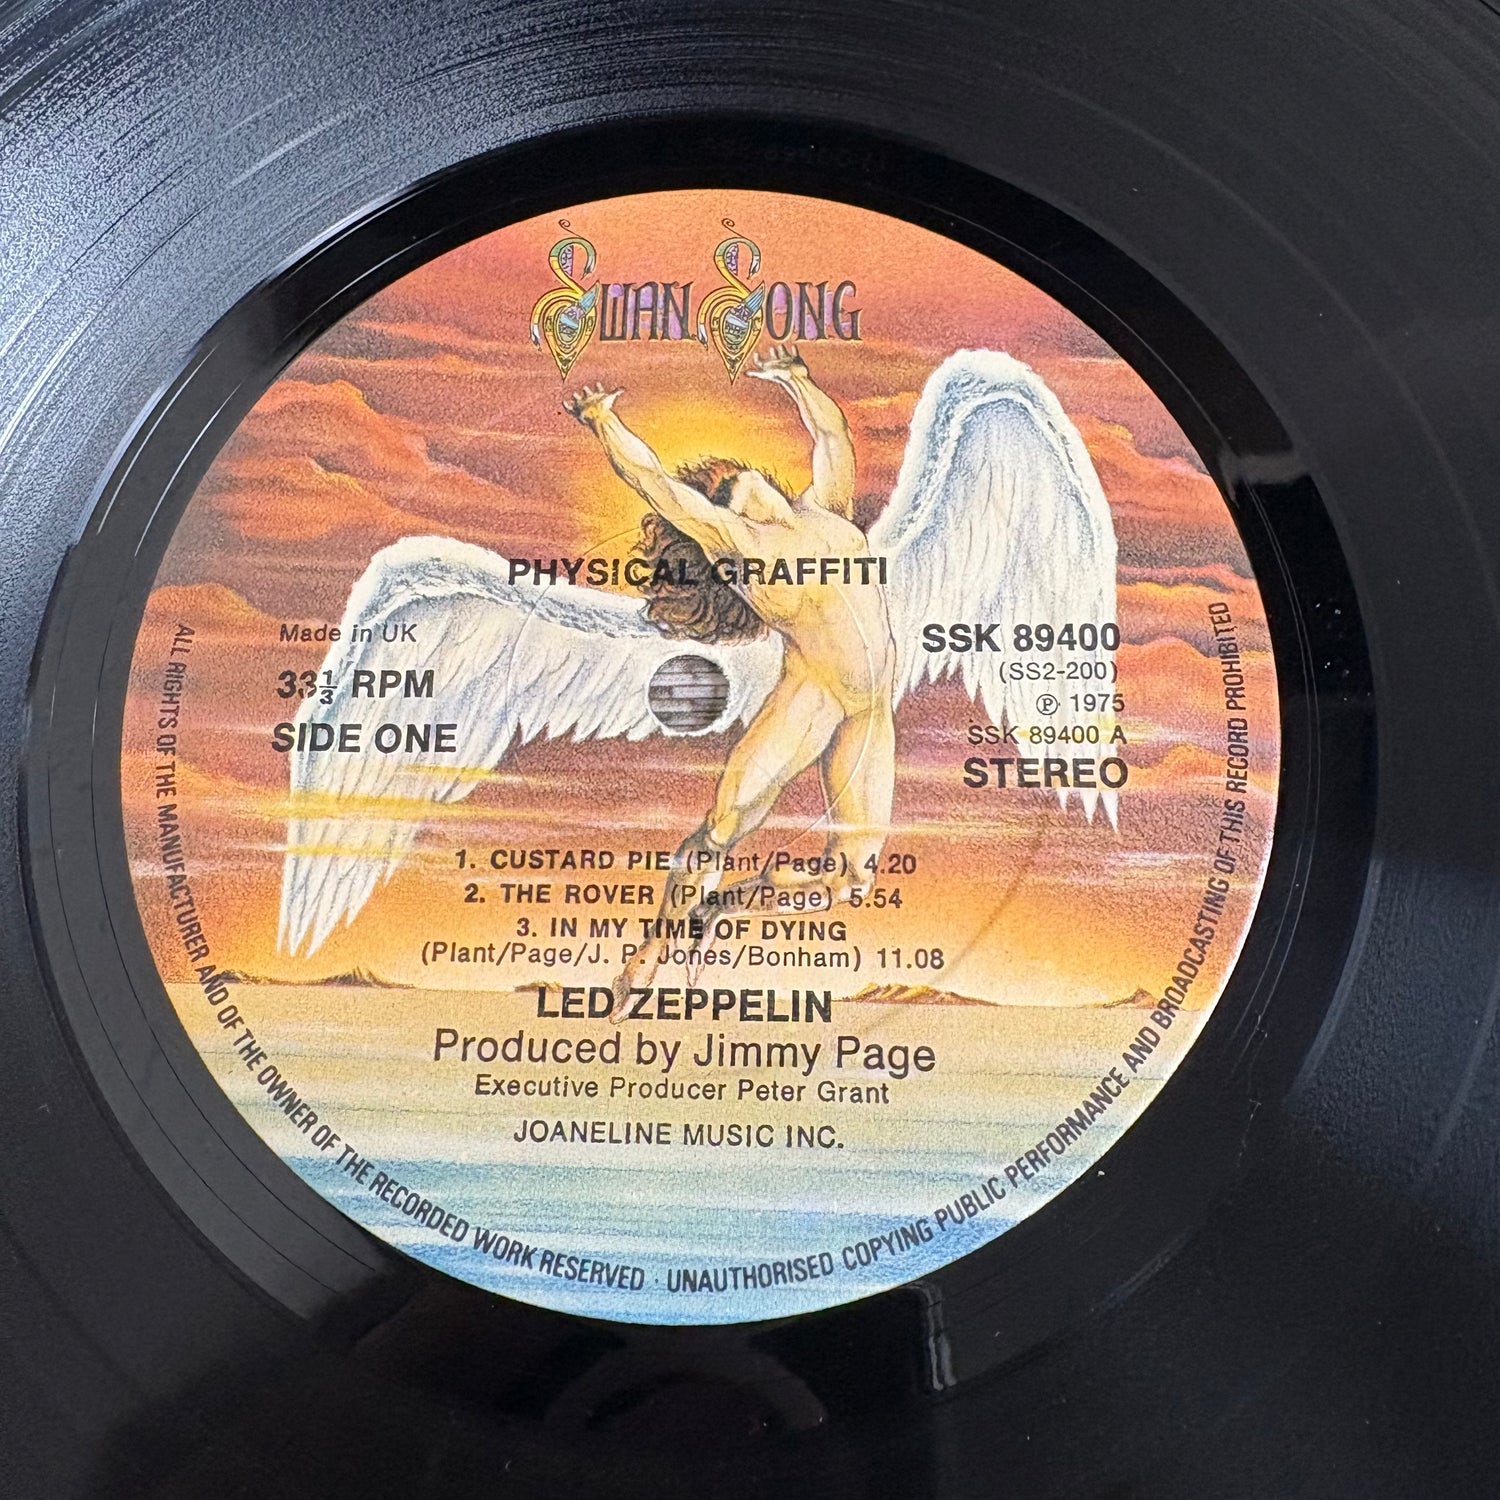 SWAN SONG
PHYSICAL GRAFFITI
Made in UK
33⅓ RPM
SIDE ONE
SSK 89400
(SS2-200)
℗ 1975
SSK 89400 A
STEREO
1. CUSTARD PIE (Plant/Page) 4.20
2. THE ROVER (Plant/Page) 5.54
3. IN MY TIME OF DYING
(Plant/Page/J. P. Jones/Bonham) 11.08
LED ZEPPELIN
Produced by Jimmy Page
Executive Producer Peter Grant
JOANELINE MUSIC INC.
ALL RIGHTS OF THE MANUFACTURER AND OF THE OWNER OF THE RECORDED WORK RESERVED · UNAUTHORISED COPYING PUBLIC PERFORMANCE AND BROADCASTING OF THIS RECORD PROHIBITED